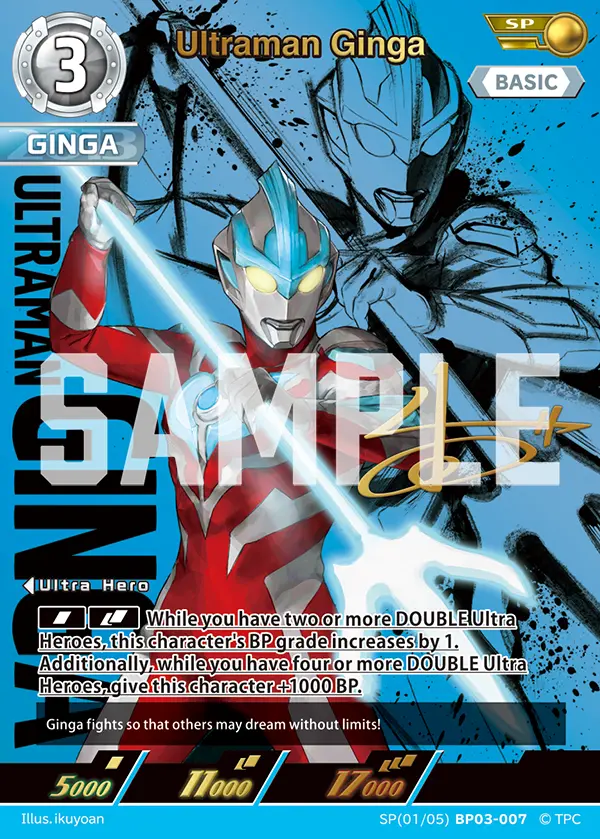 3
Ultraman Ginga
SP
BASIC
GINGA
ULTRAMAN
GINGA
SAMPLE
Ultra Hero
While you have two or more DOUBLE Ultra
Heroes, this character's BP grade increases by 1.
Additionally, while you have four or more DOUBLE Ultra
Heroes, give this character +1000 BP.
Ginga fights so that others may dream without limits!
5000
11000
17000
Illus. ikuyoan
SP(01/05) BP03-007 © TPC